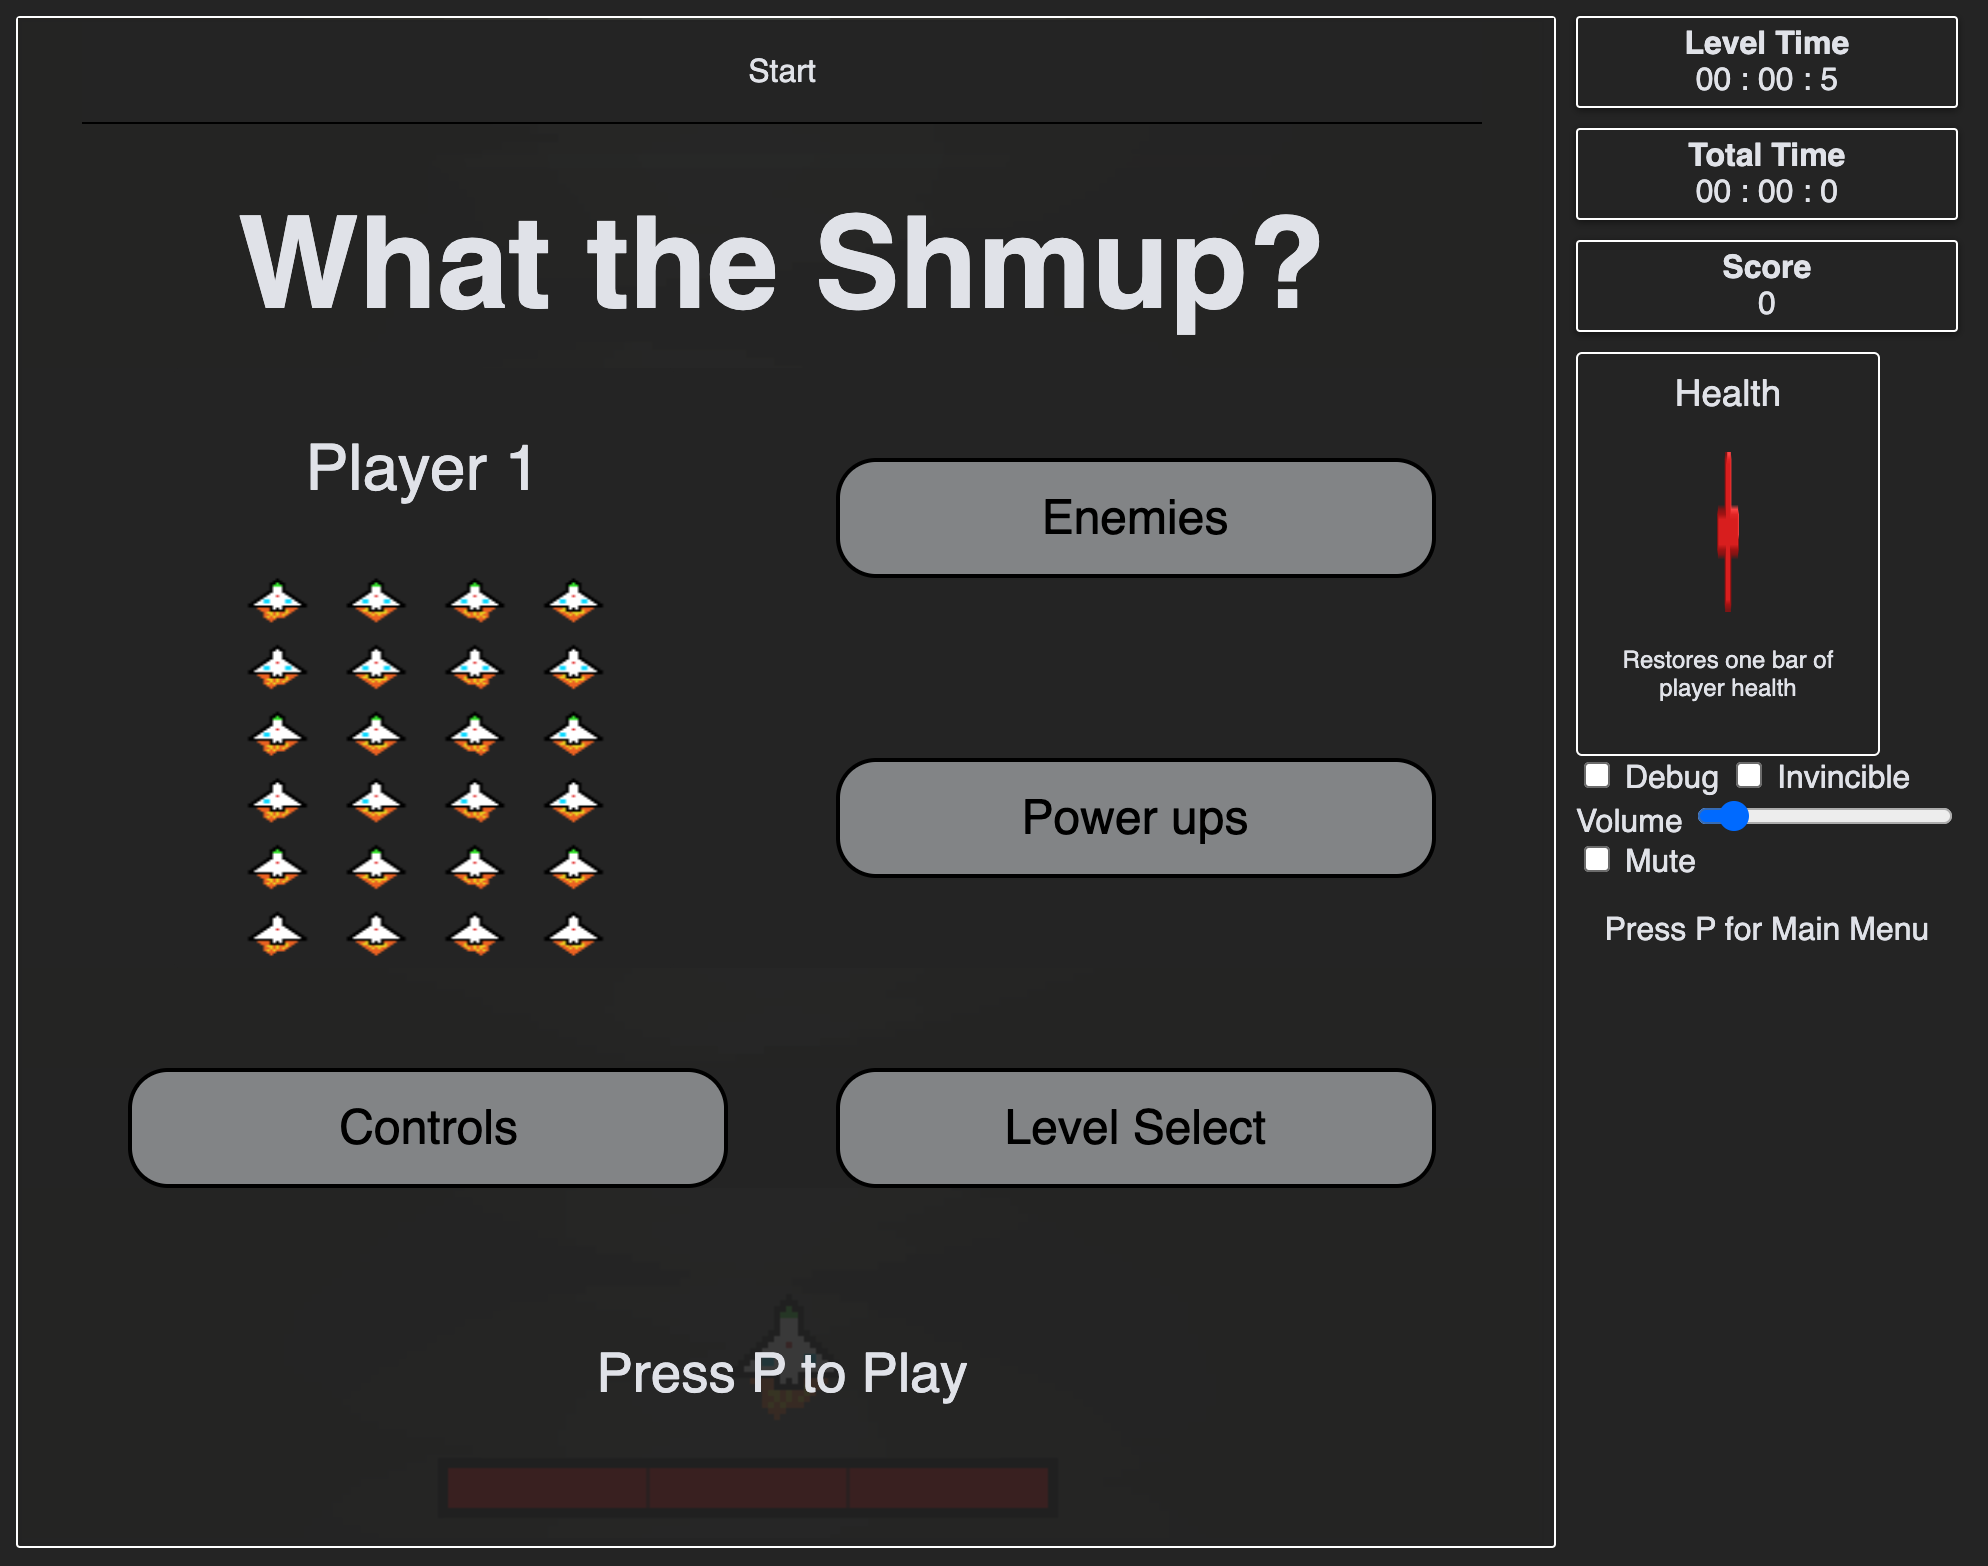 Start
What the Shmup?
Player 1
Enemies
Power ups
Controls
Level Select
Press P to Play
Level Time
00 : 00 : 5
Total Time
00 : 00 : 0
Score
0
Health
Restores one bar of
player health
Debug Invincible
Volume
Mute
Press P for Main Menu